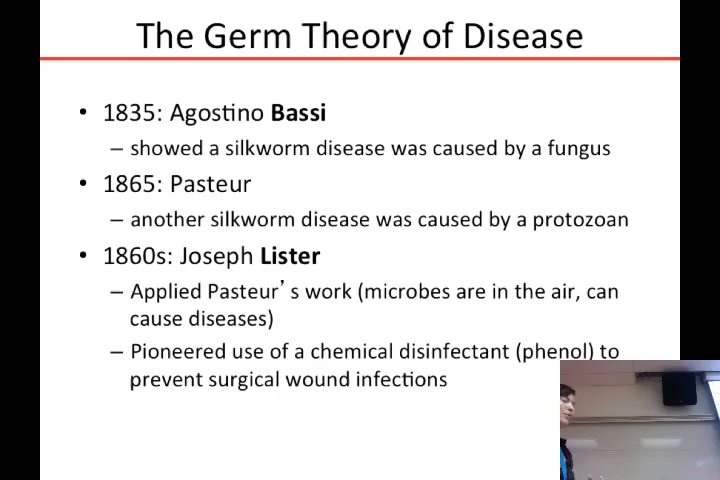 The Germ Theory of Disease
• 1835: Agostino Bassi
– showed a silkworm disease was caused by a fungus
• 1865: Pasteur
– another silkworm disease was caused by a protozoan
• 1860s: Joseph Lister
– Applied Pasteur's work (microbes are in the air, can
cause diseases)
– Pioneered use of a chemical disinfectant (phenol) to
prevent surgical wound infections